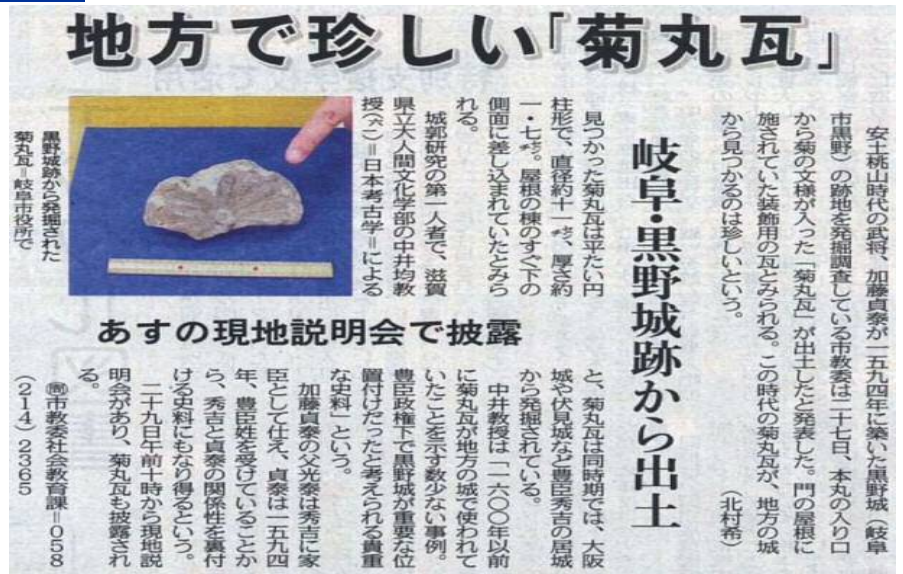 地方で珍しい「菊丸瓦」
岐阜・黒野城跡から出土
安土桃山時代の武将、加藤貞泰が一五九四年に築いた黒野城（岐阜
市黒野）の跡地を発掘調査している市教委は二十七日、本丸の入り口
から菊の文様が入った「菊丸瓦」が出土したと発表した。門の屋根に
施されていた装飾用の瓦とみられる。この時代の菊丸瓦が、地方の城
から見つかるのは珍しいという。
（北村希）
見つかった菊丸瓦は平たい円
柱形で、直径約十一㌢、厚さ約
一・七㌢。屋根の棟のすぐ下の
側面に差し込まれていたとみら
れる。
城郭研究の第一人者で、滋賀
県立大人間文化学部の中井均教
授＝日本考古学＝による
黒野城跡から発掘された
菊丸瓦＝岐阜市役所で
あすの現地説明会で披露
と、菊丸瓦は同時期では、大阪
城や伏見城など豊臣秀吉の居城
から発掘されている。
中井教授は「一六〇〇年以前
に菊丸瓦が地方の城で使われて
いたことを示す数少ない事例。
豊臣政権下で黒野城が重要な位
置付けだったと考えられる貴重
な史料」という。
加藤貞泰の父光泰は秀吉に家
臣として仕え、貞泰は一五九四
年、豊臣姓を受けていることか
ら、秀吉と貞泰の関係性を裏付
ける史料にもなり得るという。
二十九日午前十時から現地説
明会があり、菊丸瓦も披露され
る。
㉄市教委社会教育課＝058
（214）2365